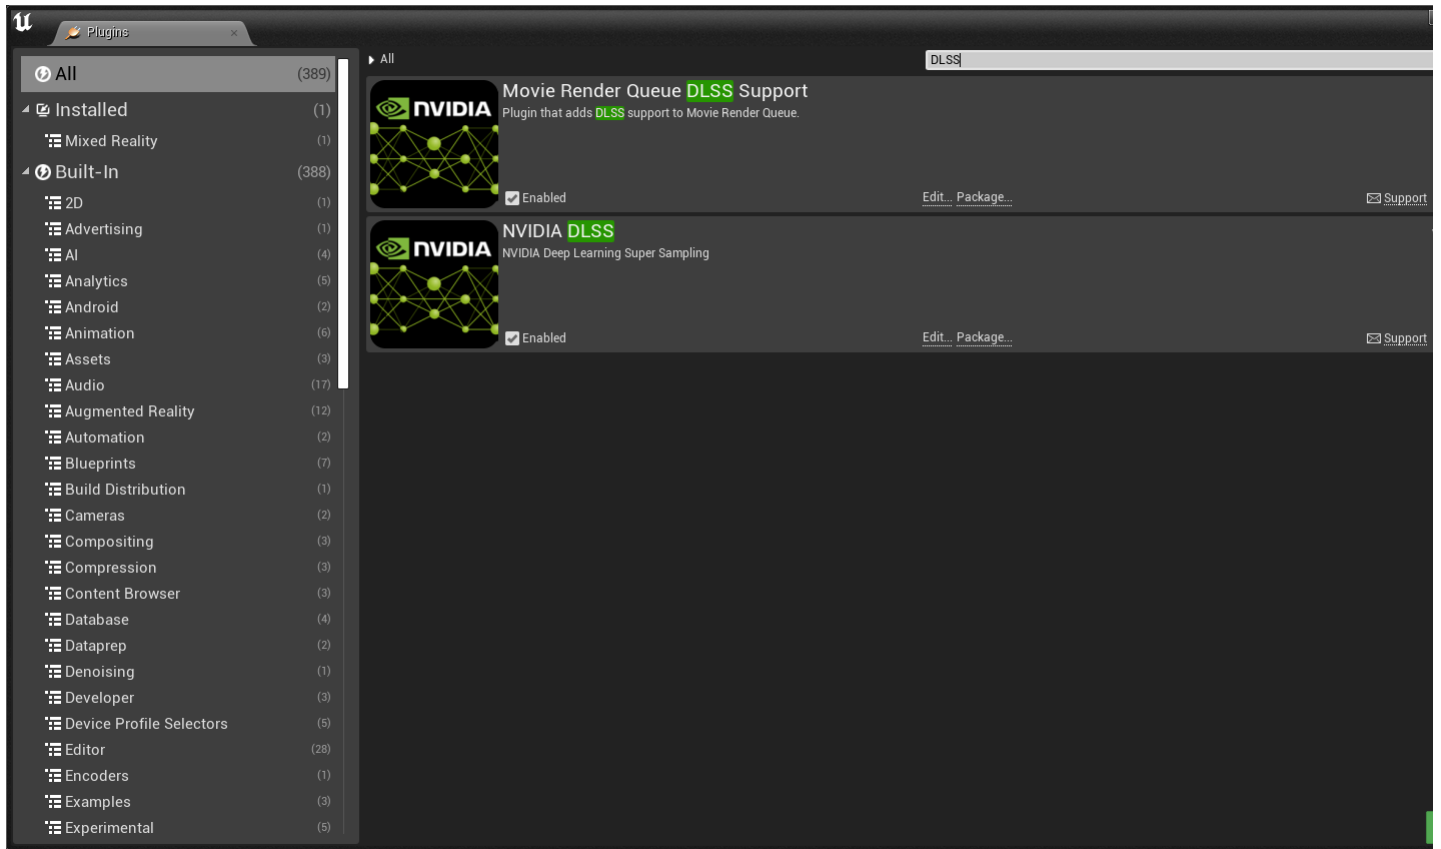 Plugins
All (389)
Installed (1)
Mixed Reality (1)
Built-In (388)
2D (1)
Advertising (1)
AI (4)
Analytics (5)
Android (2)
Animation (6)
Assets (3)
Audio (17)
Augmented Reality (12)
Automation (2)
Blueprints (7)
Build Distribution (1)
Cameras (2)
Compositing (3)
Compression (3)
Content Browser (3)
Database (4)
Dataprep (2)
Denoising (1)
Developer (3)
Device Profile Selectors (5)
Editor (28)
Encoders (1)
Examples (3)
Experimental (5)
All
DLSS
NVIDIA
Movie Render Queue DLSS Support
Plugin that adds DLSS support to Movie Render Queue.
Enabled Edit... Package... Support
NVIDIA
NVIDIA DLSS
NVIDIA Deep Learning Super Sampling
Enabled Edit... Package... Support